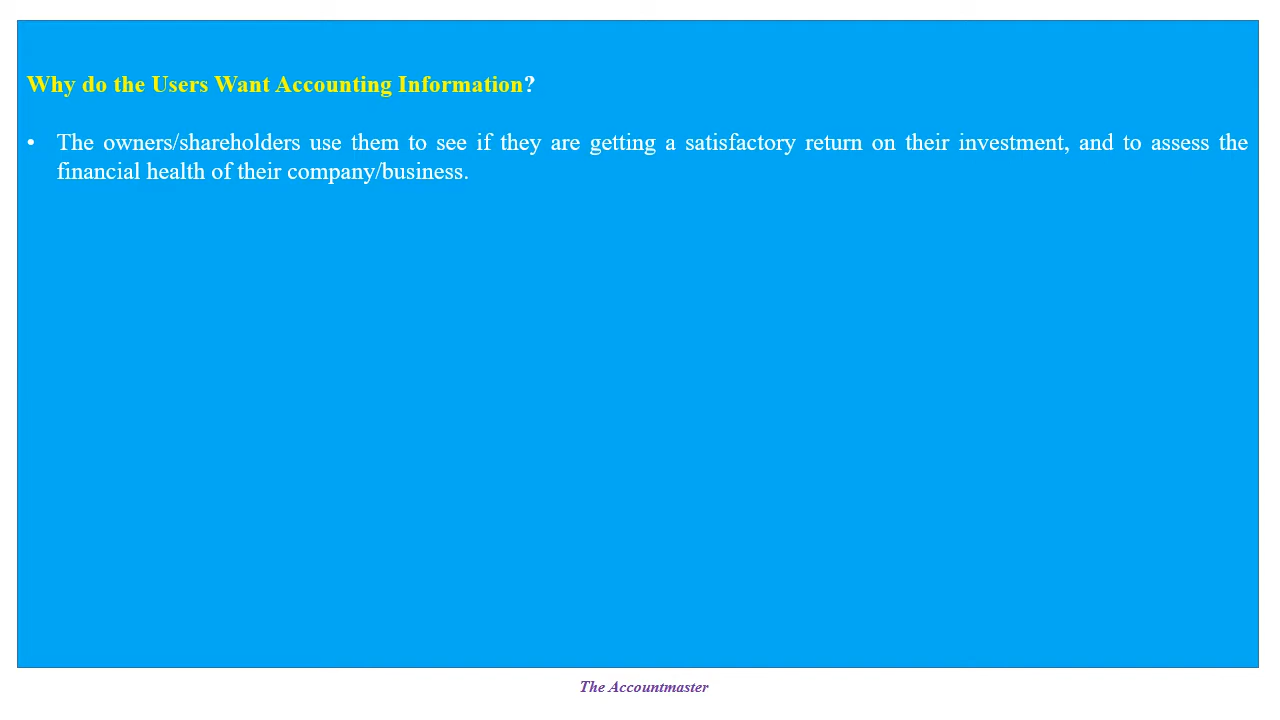 Why do the Users Want Accounting Information?
• The owners/shareholders use them to see if they are getting a satisfactory return on their investment, and to assess the
financial health of their company/business.
The Accountmaster